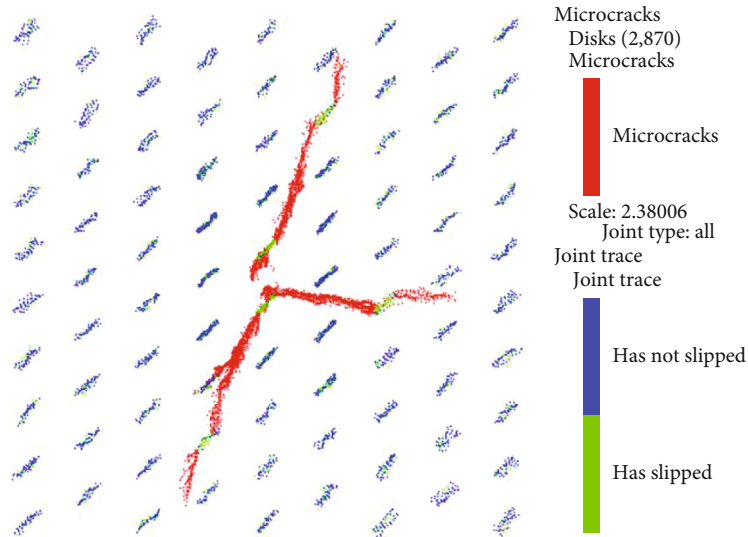 Microcracks
Disks (2,870)
Microcracks
Microcracks
Scale: 2.38006
Joint type: all
Joint trace
Joint trace
Has not slipped
Has slipped